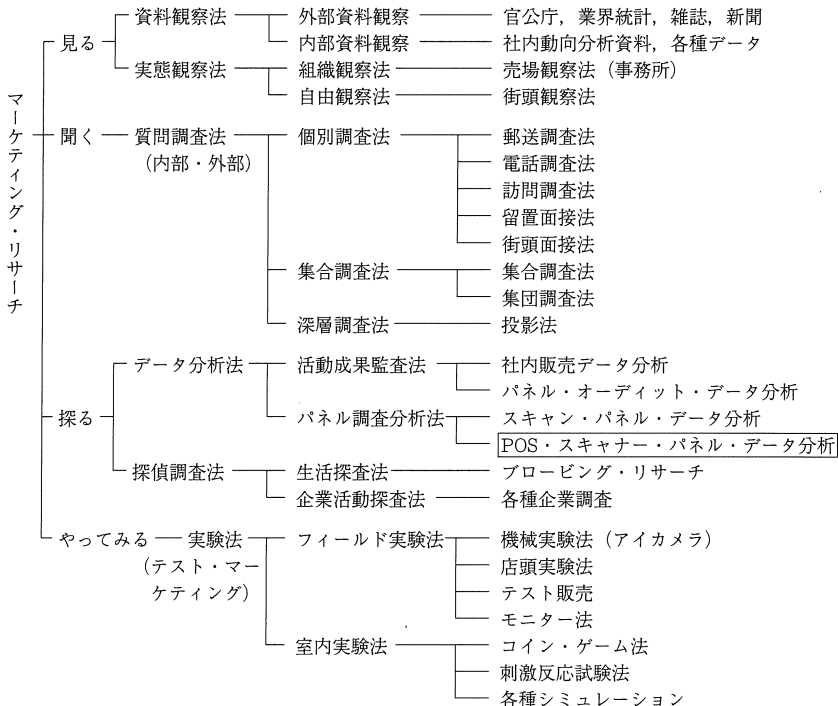 マーケティング・リサーチ
見る 資料観察法 外部資料観察 官公庁，業界統計，雑誌，新聞
内部資料観察 社内動向分析資料，各種データ
実態観察法 組織観察法 売場観察法（事務所）
自由観察法 街頭観察法
聞く 質問調査法 個別調査法 郵送調査法
（内部・外部） 電話調査法
訪問調査法
留置面接法
街頭面接法
集合調査法 集合調査法
集団調査法
深層調査法 投影法
データ分析法 活動成果監査法 社内販売データ分析
パネル・オーディット・データ分析
探る パネル調査分析法 スキャン・パネル・データ分析
POS・スキャナー・パネル・データ分析
探偵調査法 生活探査法 ブロービング・リサーチ
企業活動探査法 各種企業調査
やってみる 実験法 フィールド実験法 機械実験法（アイカメラ）
（テスト・マー 店頭実験法
ケティング） テスト販売
モニター法
室内実験法 コイン・ゲーム法
刺激反応試験法
各種シミュレーション